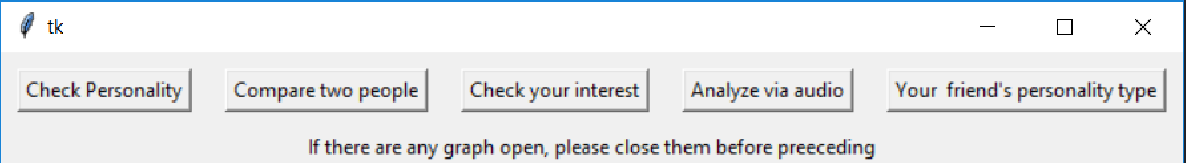 tk
Check Personality Compare two people Check your interest Analyze via audio Your friend's personality type
If there are any graph open, please close them before preeceding